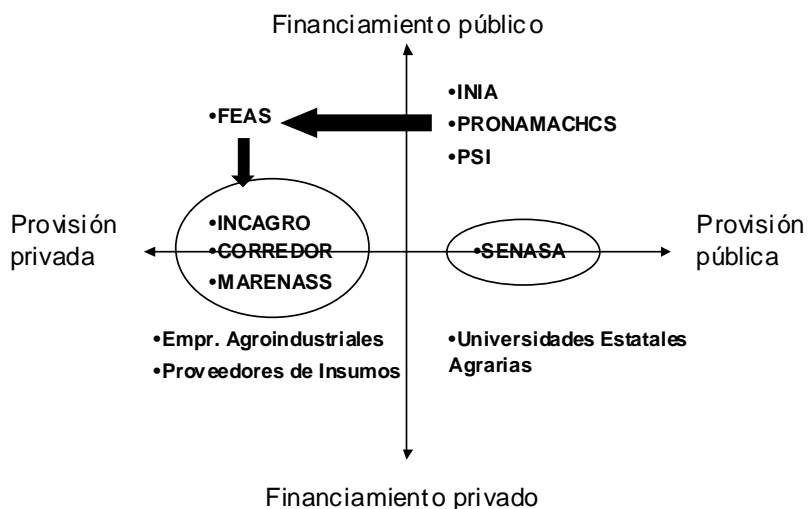 Financiamiento público
•INIA
•FEAS
•PRONAMACHCS
•PSI
Provisión
privada
•INCAGRO
•CORREDOR
•MARENASS
•SENASA
Provisión
pública
•Empr. Agroindustriales
•Proveedores de Insumos
•Universidades Estatales
Agrarias
Financiamiento privado